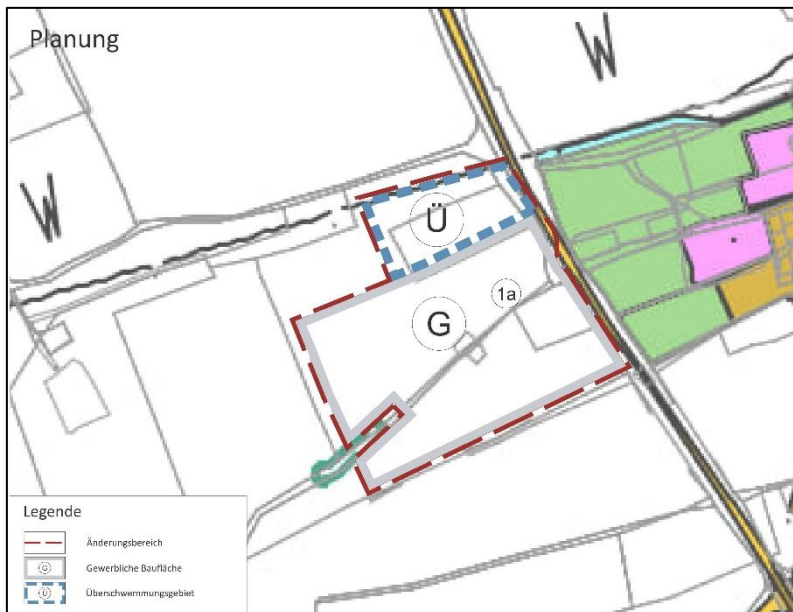 Planung
W
W
Ü
1a
G
Legende
Änderungsbereich
G Gewerbliche Baufläche
Ü Überschwemmungsgebiet